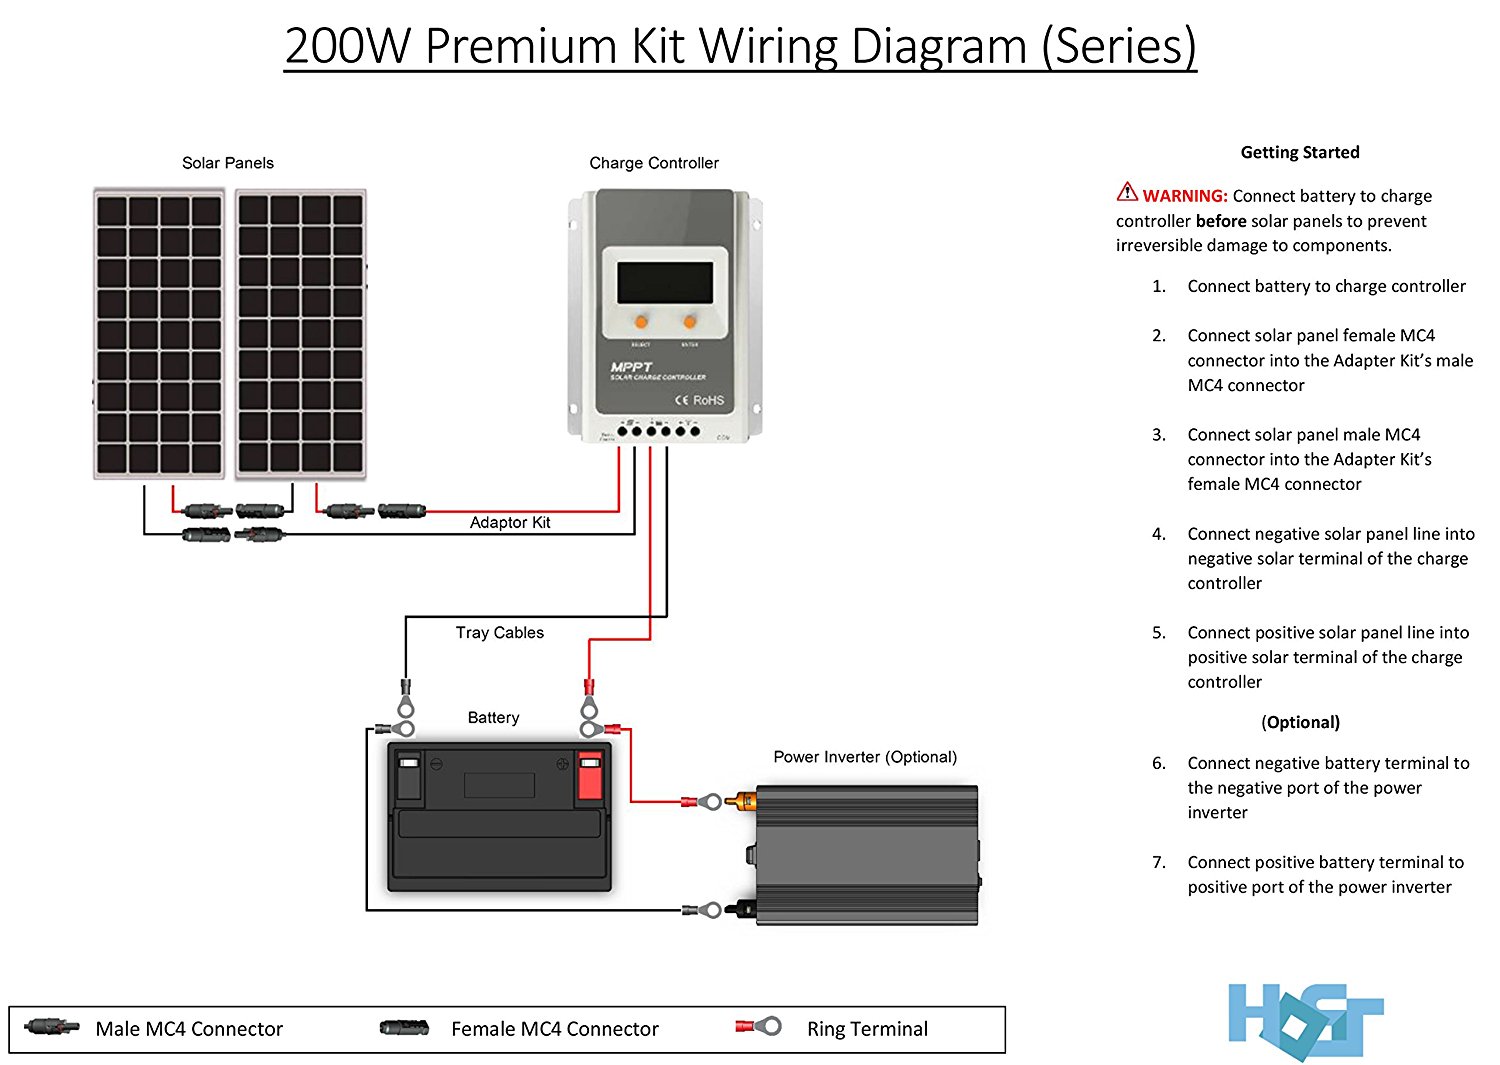 200W Premium Kit Wiring Diagram (Series)
Solar Panels
Charge Controller
SELECT
ENTER
MPPT
SOLAR CHARGE CONTROLLER
CE RoHS
COM
Adaptor Kit
Tray Cables
Battery
Power Inverter (Optional)
Getting Started
WARNING: Connect battery to charge
controller before solar panels to prevent
irreversible damage to components.
1. Connect battery to charge controller
2. Connect solar panel female MC4
connector into the Adapter Kit's male
MC4 connector
3. Connect solar panel male MC4
connector into the Adapter Kit's
female MC4 connector
4. Connect negative solar panel line into
negative solar terminal of the charge
controller
5. Connect positive solar panel line into
positive solar terminal of the charge
controller
(Optional)
6. Connect negative battery terminal to
the negative port of the power
inverter
7. Connect positive battery terminal to
positive port of the power inverter
Male MC4 Connector
Female MC4 Connector
Ring Terminal